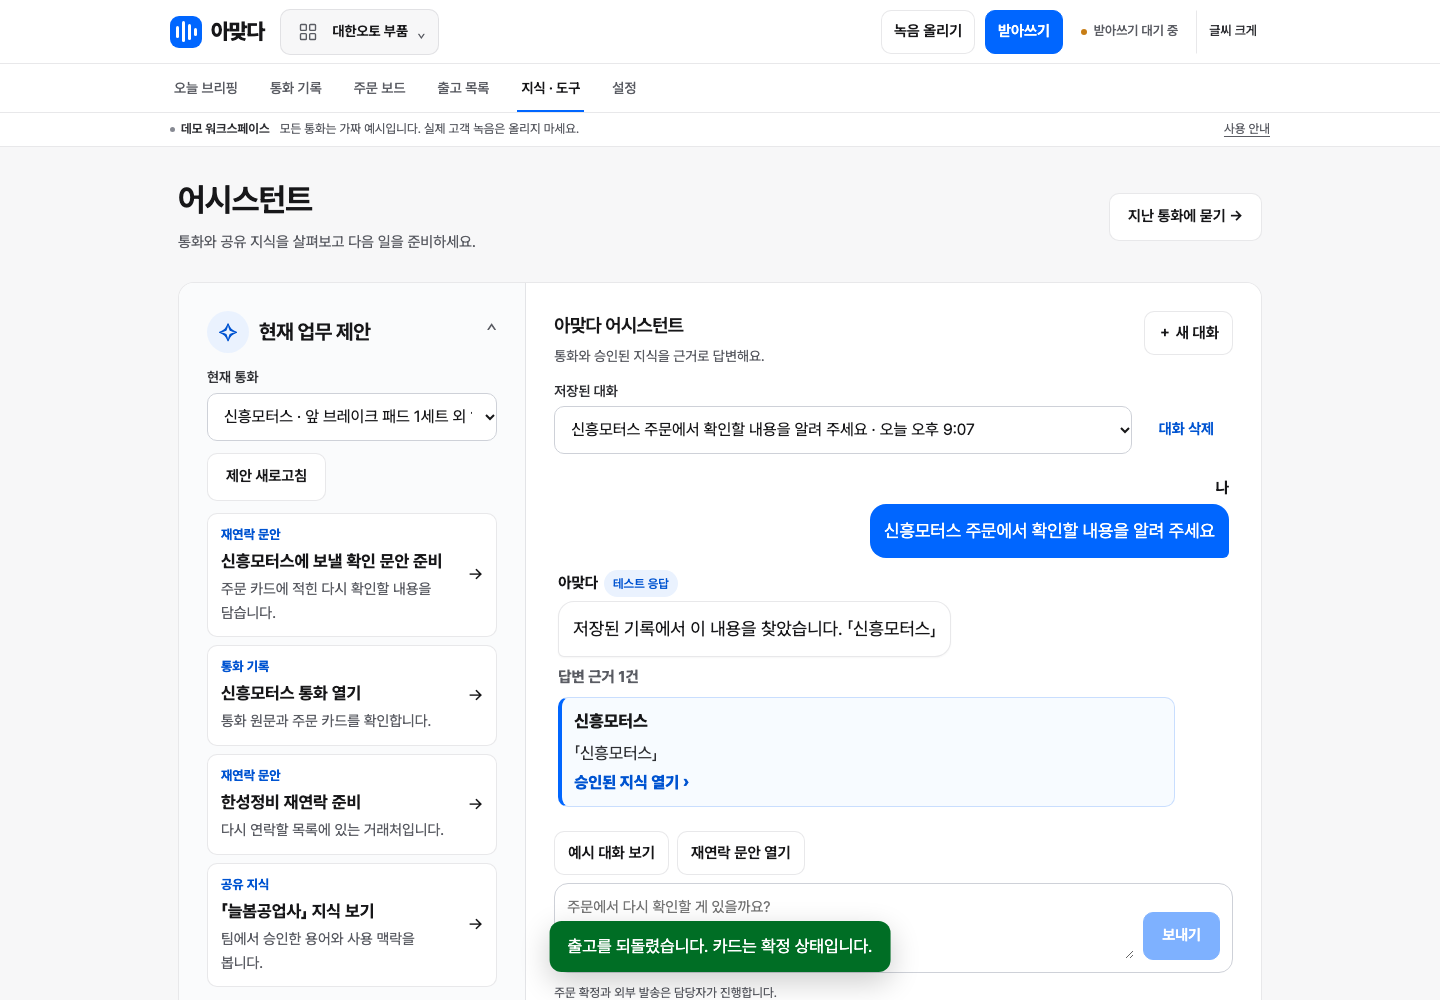 아맞다
대한오토 부품
녹음 올리기
받아쓰기
받아쓰기 대기 중
글씨 크게
오늘 브리핑
통화 기록
주문 보드
출고 목록
지식 · 도구
설정
데모 워크스페이스 모든 통화는 가짜 예시입니다. 실제 고객 녹음은 올리지 마세요.
사용 안내
어시스턴트
통화와 공유 지식을 살펴보고 다음 일을 준비하세요.
지난 통화에 묻기 →
현재 업무 제안
현재 통화
신흥모터스 · 앞 브레이크 패드 1세트 외
제안 새로고침
재연락 문안
신흥모터스에 보낼 확인 문안 준비
주문 카드에 적힌 다시 확인할 내용을
담습니다.
→
통화 기록
신흥모터스 통화 열기
통화 원문과 주문 카드를 확인합니다.
→
재연락 문안
한성정비 재연락 준비
다시 연락할 목록에 있는 거래처입니다.
→
공유 지식
「늘봄공업사」 지식 보기
팀에서 승인한 용어와 사용 맥락을
봅니다.
→
아맞다 어시스턴트
통화와 승인된 지식을 근거로 답변해요.
+ 새 대화
저장된 대화
신흥모터스 주문에서 확인할 내용을 알려 주세요 · 오늘 오후 9:07
대화 삭제
나
신흥모터스 주문에서 확인할 내용을 알려 주세요
아맞다 테스트 응답
저장된 기록에서 이 내용을 찾았습니다. 「신흥모터스」
답변 근거 1건
신흥모터스
「신흥모터스」
승인된 지식 열기 ›
예시 대화 보기
재연락 문안 열기
주문에서 다시 확인할 게 있을까요?
보내기
출고를 되돌렸습니다. 카드는 확정 상태입니다.
주문 확정과 외부 발송은 담당자가 진행합니다.